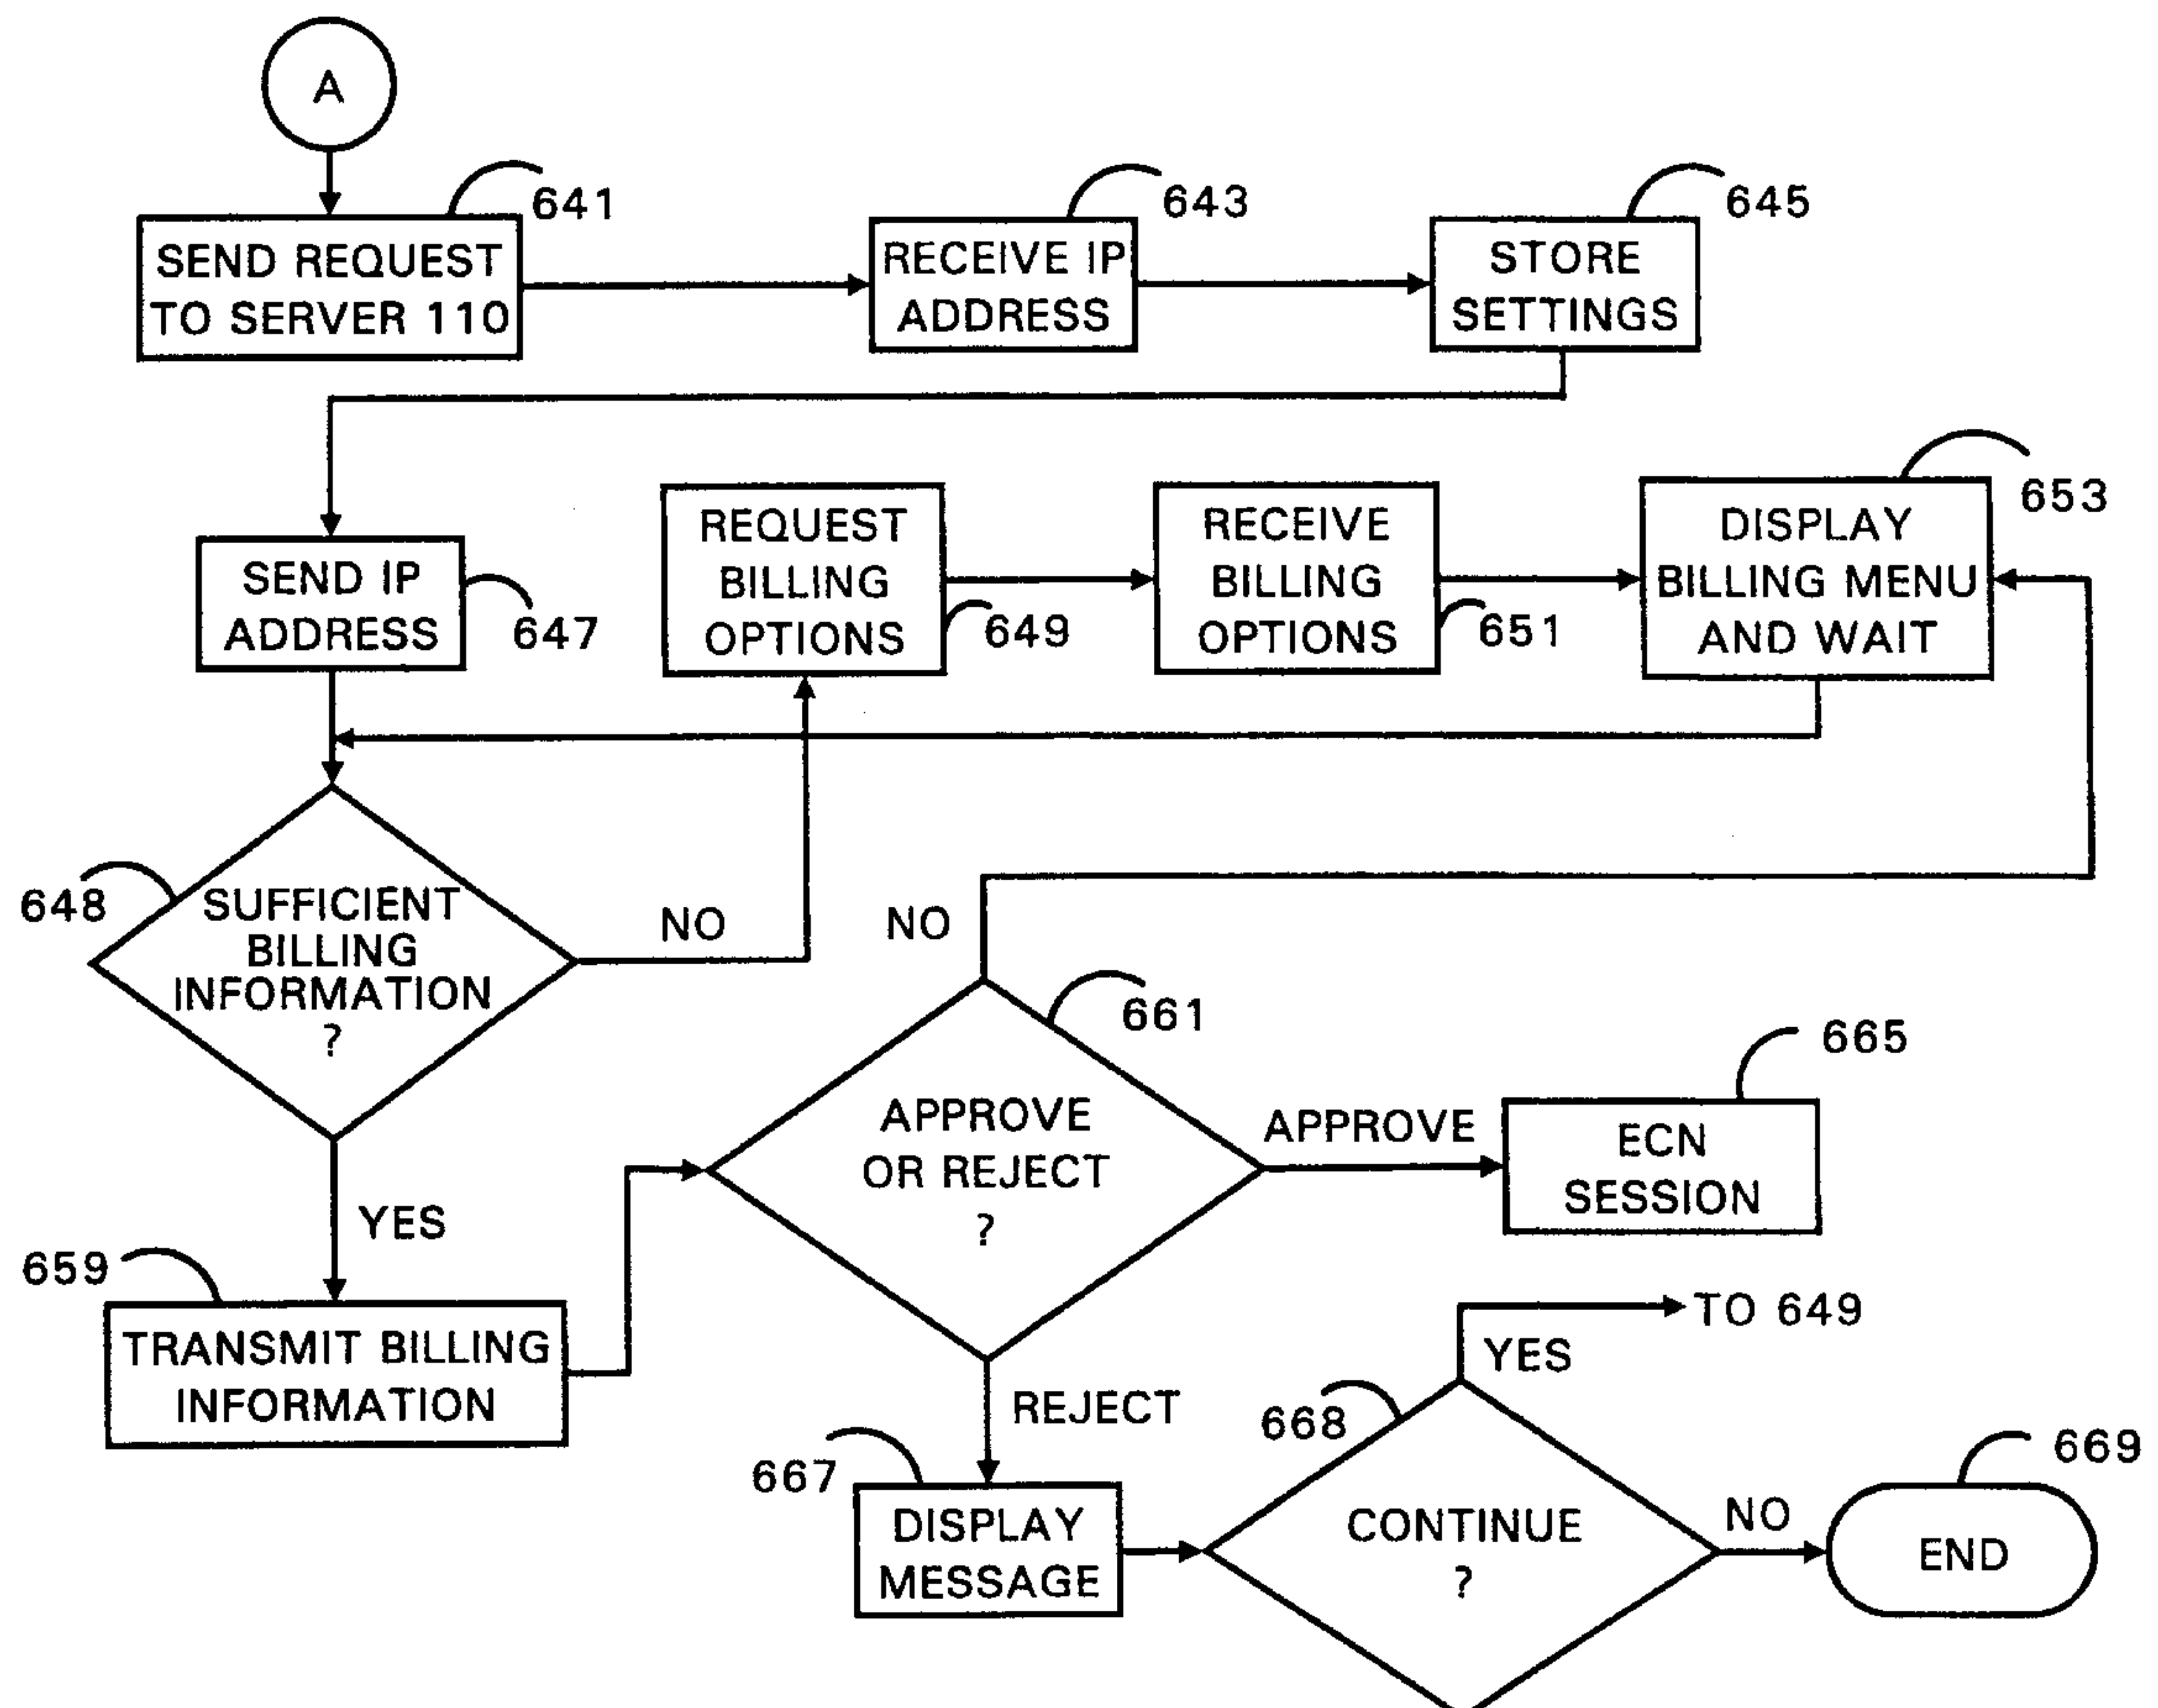 A
641
SEND REQUEST
TO SERVER 110
643
RECEIVE IP
ADDRESS
645
STORE
SETTINGS
SEND IP
ADDRESS
647
REQUEST
BILLING
OPTIONS
649
RECEIVE
BILLING
OPTIONS
651
653
DISPLAY
BILLING MENU
AND WAIT
648
SUFFICIENT
BILLING
INFORMATION
?
NO
YES
659
TRANSMIT BILLING
INFORMATION
NO
661
APPROVE
OR REJECT
?
APPROVE
665
ECN
SESSION
REJECT
667
DISPLAY
MESSAGE
668
CONTINUE
?
YES
TO 649
NO
669
END